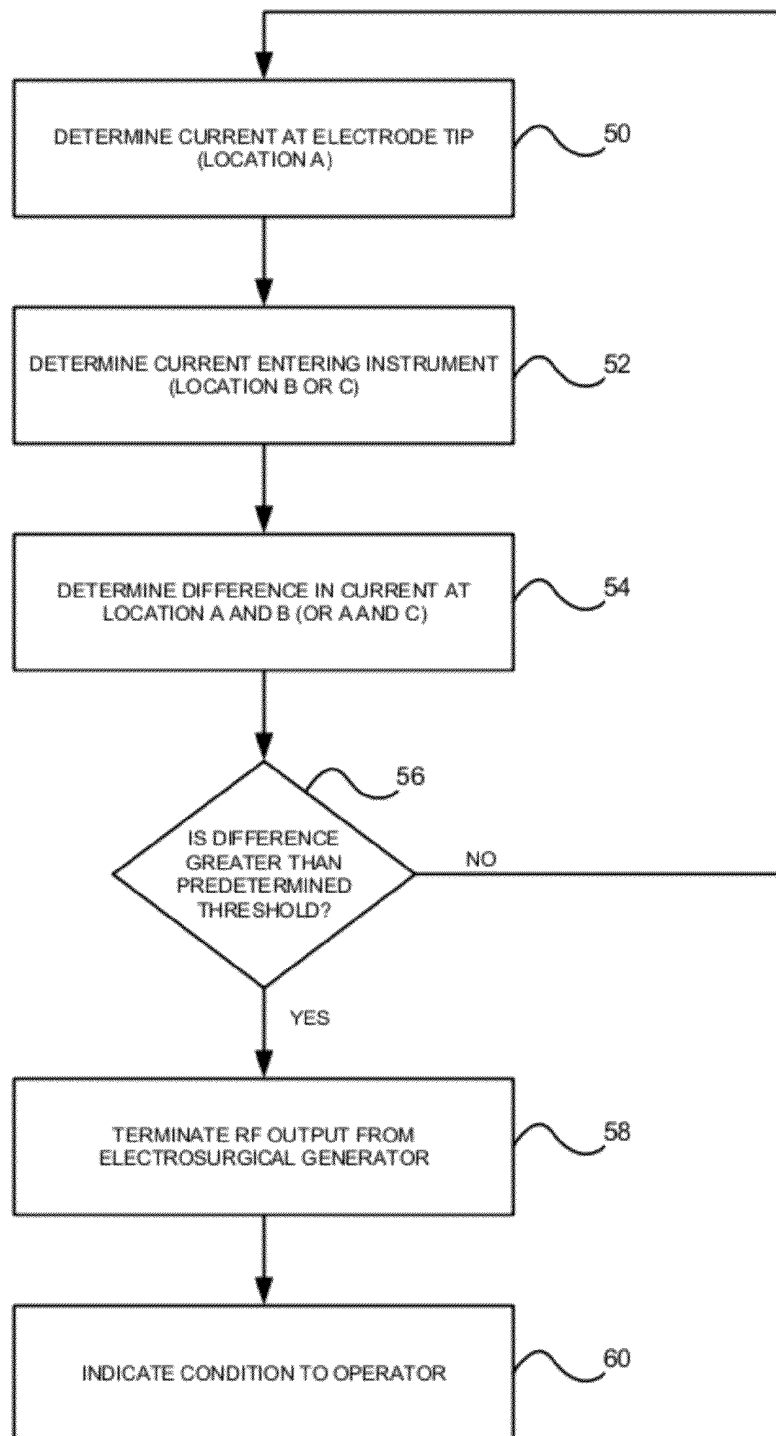 DETERMINE CURRENT AT ELECTRODE TIP
(LOCATION A)
50
DETERMINE CURRENT ENTERING INSTRUMENT
(LOCATION B OR C)
52
DETERMINE DIFFERENCE IN CURRENT AT
LOCATION A AND B (OR A AND C)
54
56
IS DIFFERENCE
GREATER THAN
PREDETERMINED
THRESHOLD?
NO
YES
TERMINATE RF OUTPUT FROM
ELECTROSURGICAL GENERATOR
58
INDICATE CONDITION TO OPERATOR
60